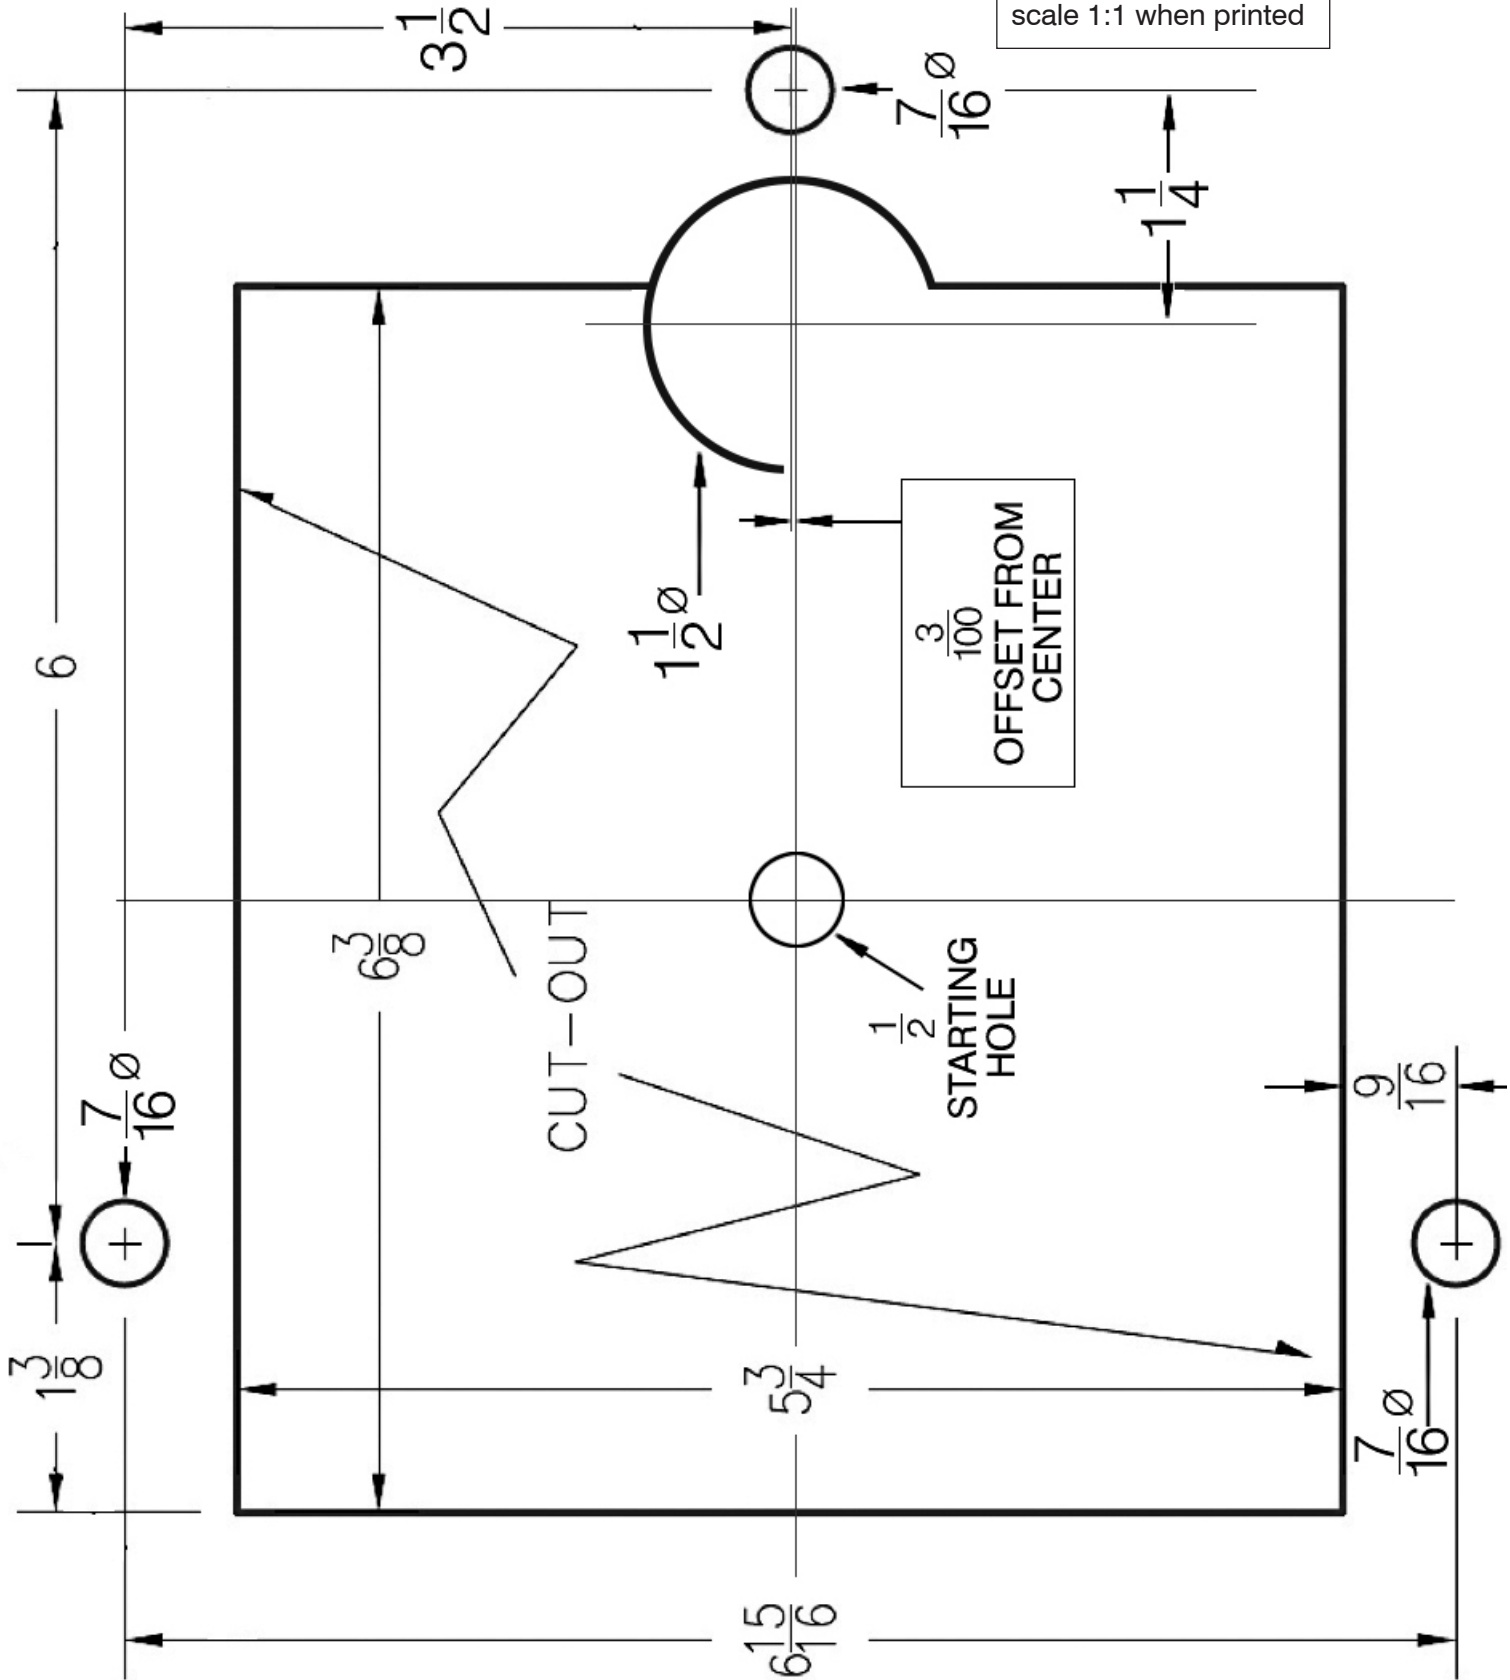 scale 1:1 when printed
3 1/2
7/16 Ø
1 1/4
6
1 1/2 Ø
3/100
OFFSET FROM
CENTER
6 3/8
CUT-OUT
1/2
STARTING
HOLE
7/16 Ø
9/16
1 3/8
5 3/4
7/16 Ø
6 15/16